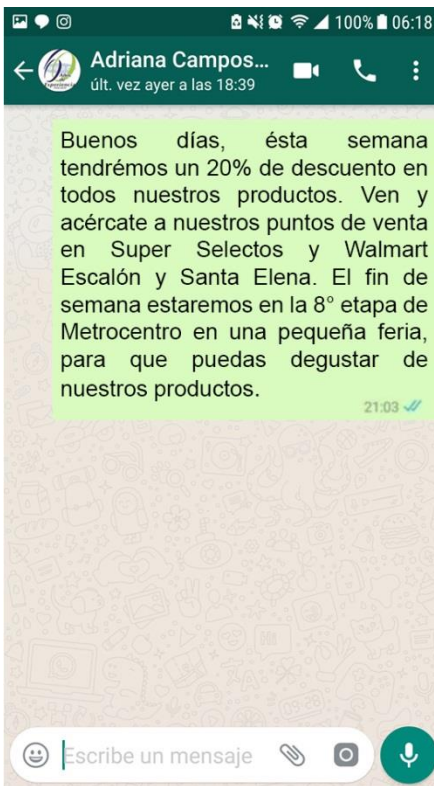 100% 06:18
Adriana Campos...
últ. vez ayer a las 18:39
Buenos días, ésta semana
tendrémos un 20% de descuento en
todos nuestros productos. Ven y
acércate a nuestros puntos de venta
en Super Selectos y Walmart
Escalón y Santa Elena. El fin de
semana estaremos en la 8° etapa de
Metrocentro en una pequeña feria,
para que puedas degustar de
nuestros productos.
21:03
Escribe un mensaje